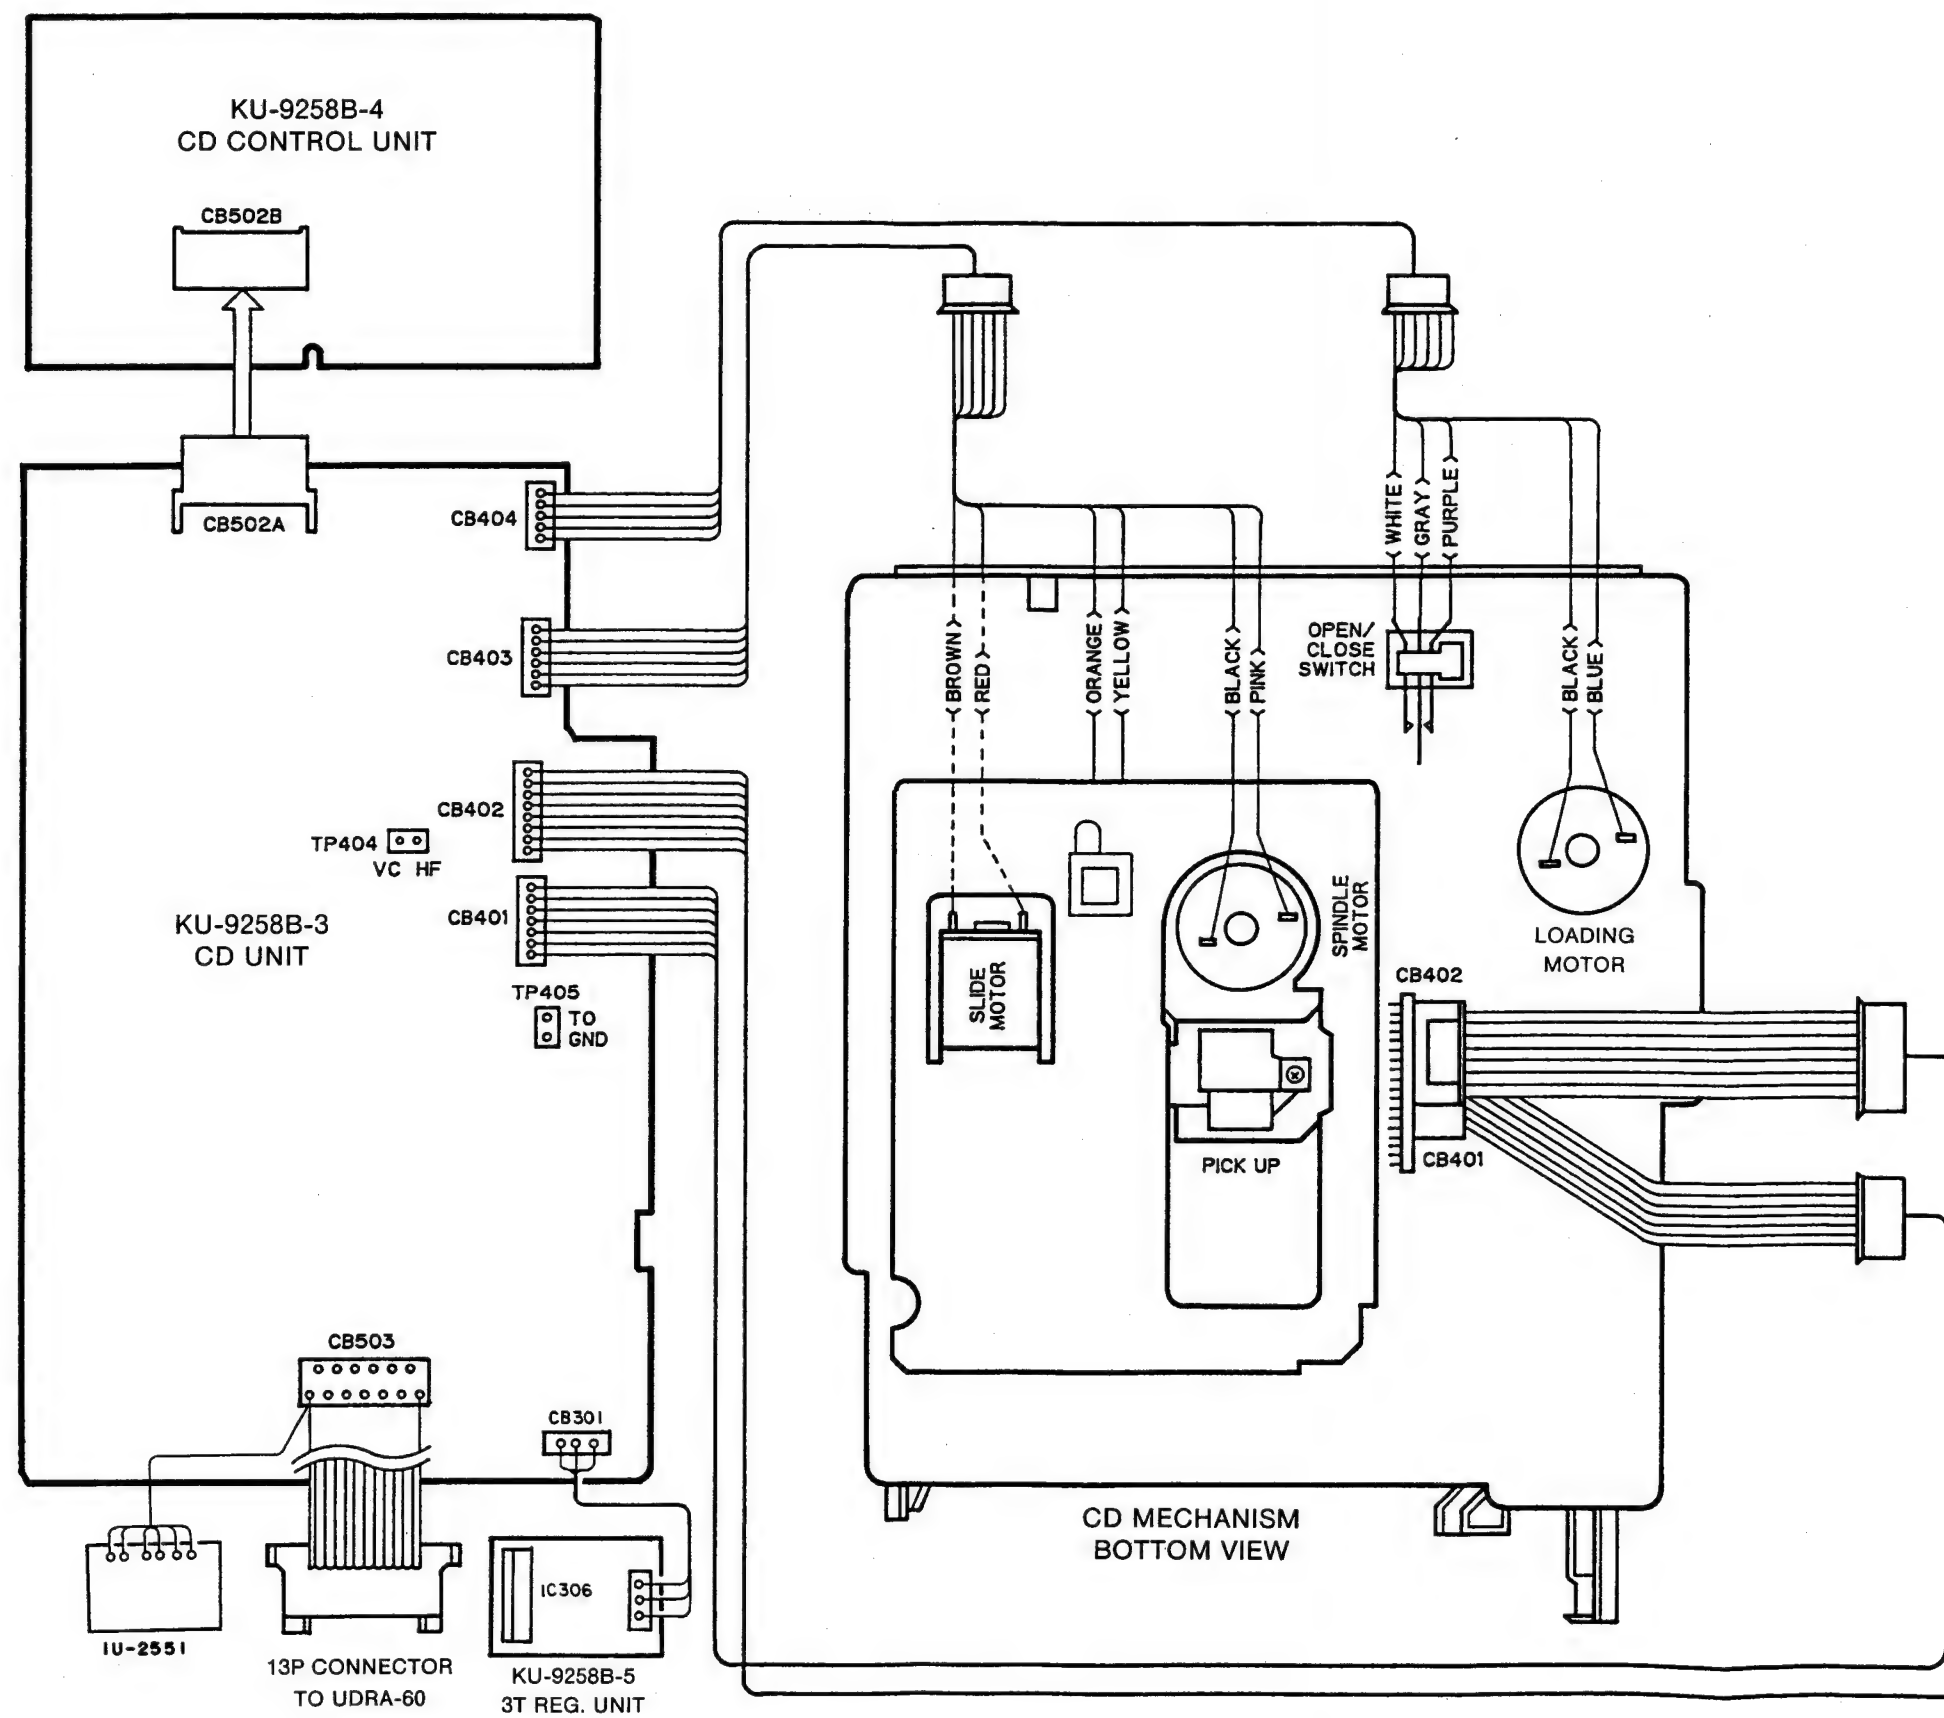 KU-9258B-4
CD CONTROL UNIT
CB502B
CB502A
CB404
CB403
CB402
TP404
VC HF
CB401
KU-9258B-3
CD UNIT
TP405
TO
GND
CB503
CB301
IU-2551
13P CONNECTOR
TO UDRA-60
IC306
KU-9258B-5
3T REG. UNIT
WHITE
GRAY
PURPLE
BROWN
RED
ORANGE
YELLOW
BLACK
PINK
OPEN/
CLOSE
SWITCH
BLACK
BLUE
SLIDE
MOTOR
SPINDLE
MOTOR
LOADING
MOTOR
CB402
CB401
PICK UP
CD MECHANISM
BOTTOM VIEW